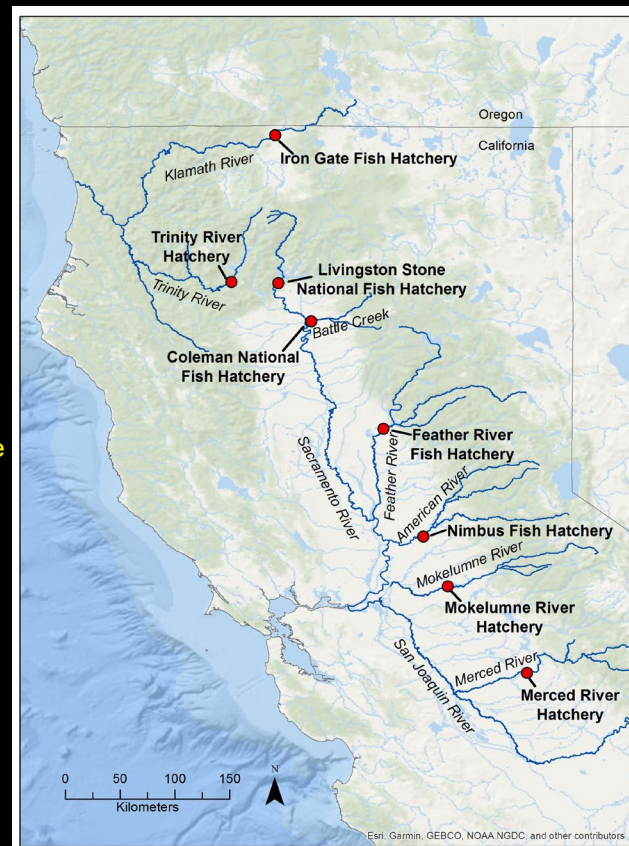 Oregon
California
Iron Gate Fish Hatchery
Klamath River
Trinity River
Hatchery
Livingston Stone
National Fish Hatchery
Trinity River
Battle Creek
Coleman National
Fish Hatchery
Feather River
Fish Hatchery
Feather River
Sacramento River
American River
Nimbus Fish Hatchery
Mokelumne River
Mokelumne River
Hatchery
San Joaquin River
Merced River
Merced River
Hatchery
N
0 50 100 150
Kilometers
Esri, Garmin, GEBCO, NOAA NGDC, and other contributors